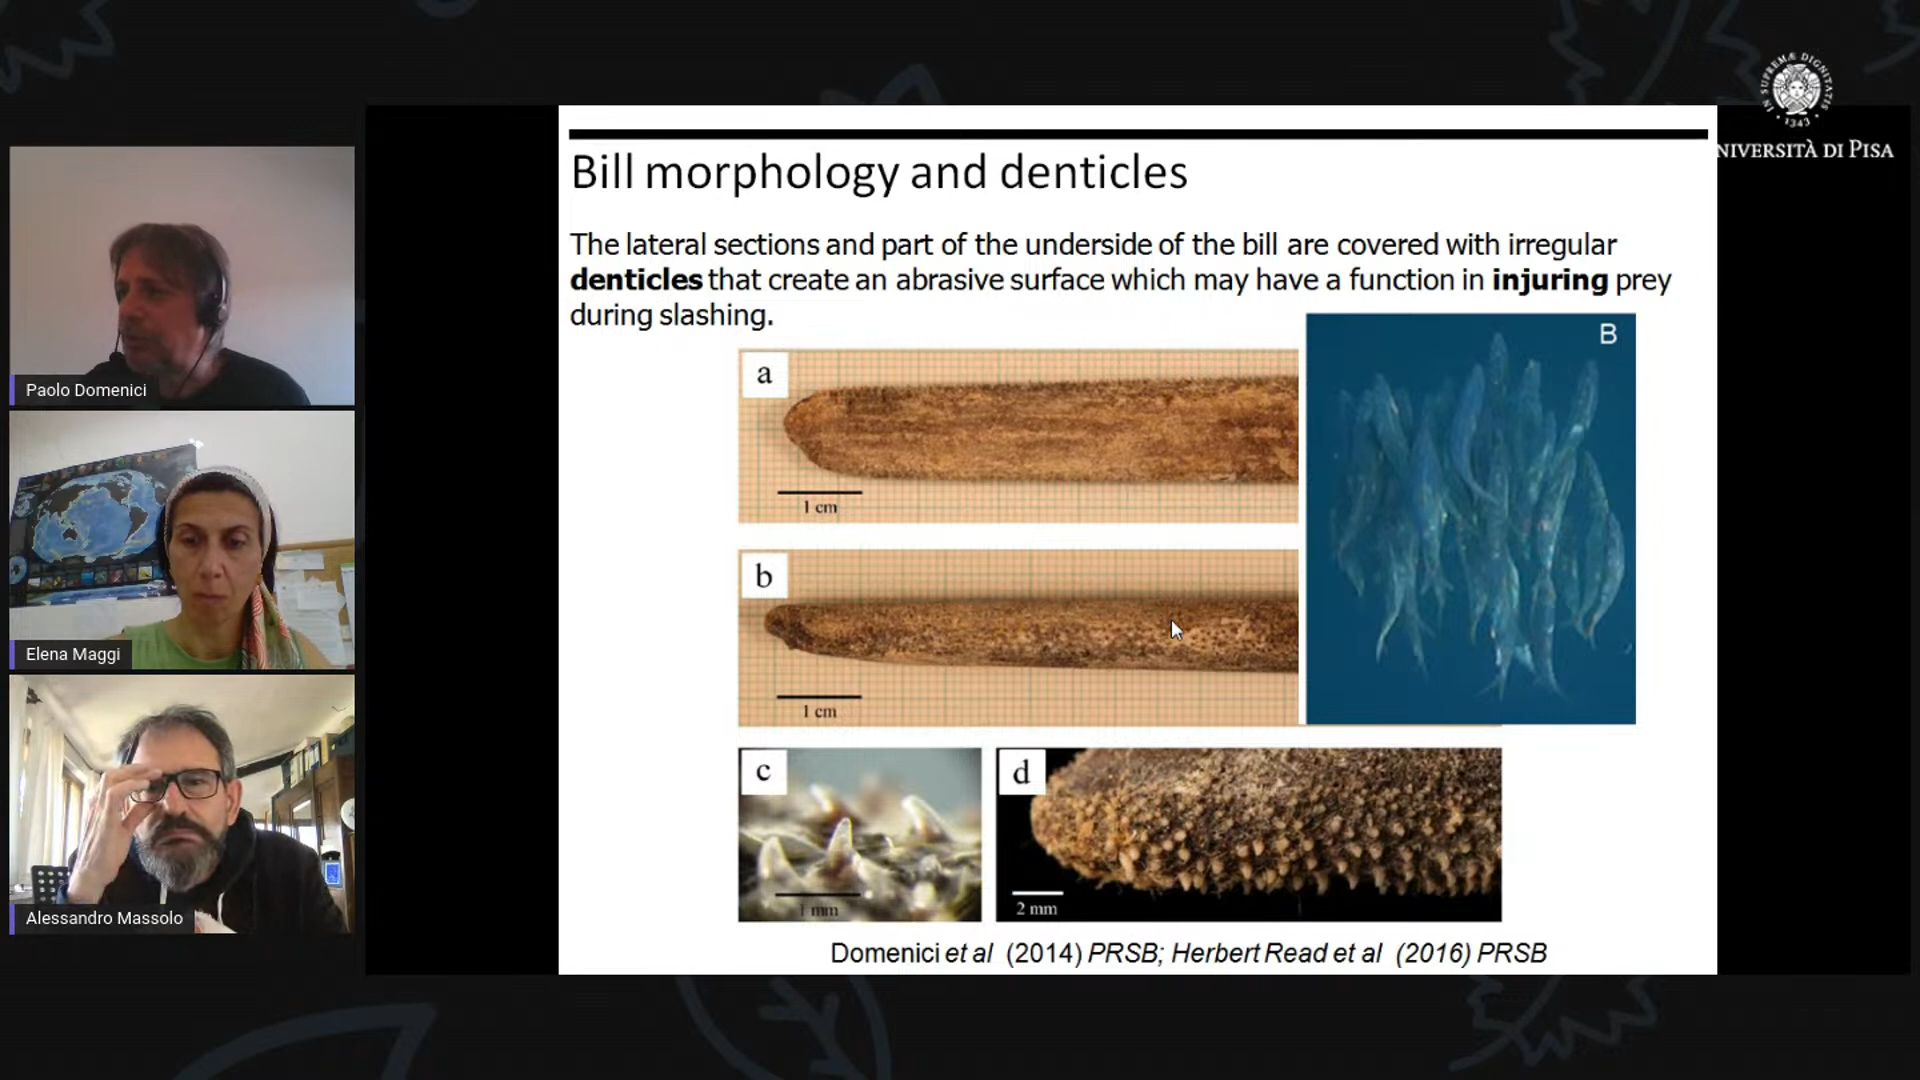 IN SUPREMÆ DIGNITATIS
1343
NIVERSITÀ DI PISA
Bill morphology and denticles
The lateral sections and part of the underside of the bill are covered with irregular
denticles that create an abrasive surface which may have a function in injuring prey
during slashing.
a
1 cm
B
b
1 cm
c
1 mm
d
2 mm
Domenici et al (2014) PRSB; Herbert Read et al (2016) PRSB
Paolo Domenici
Elena Maggi
Alessandro Massolo